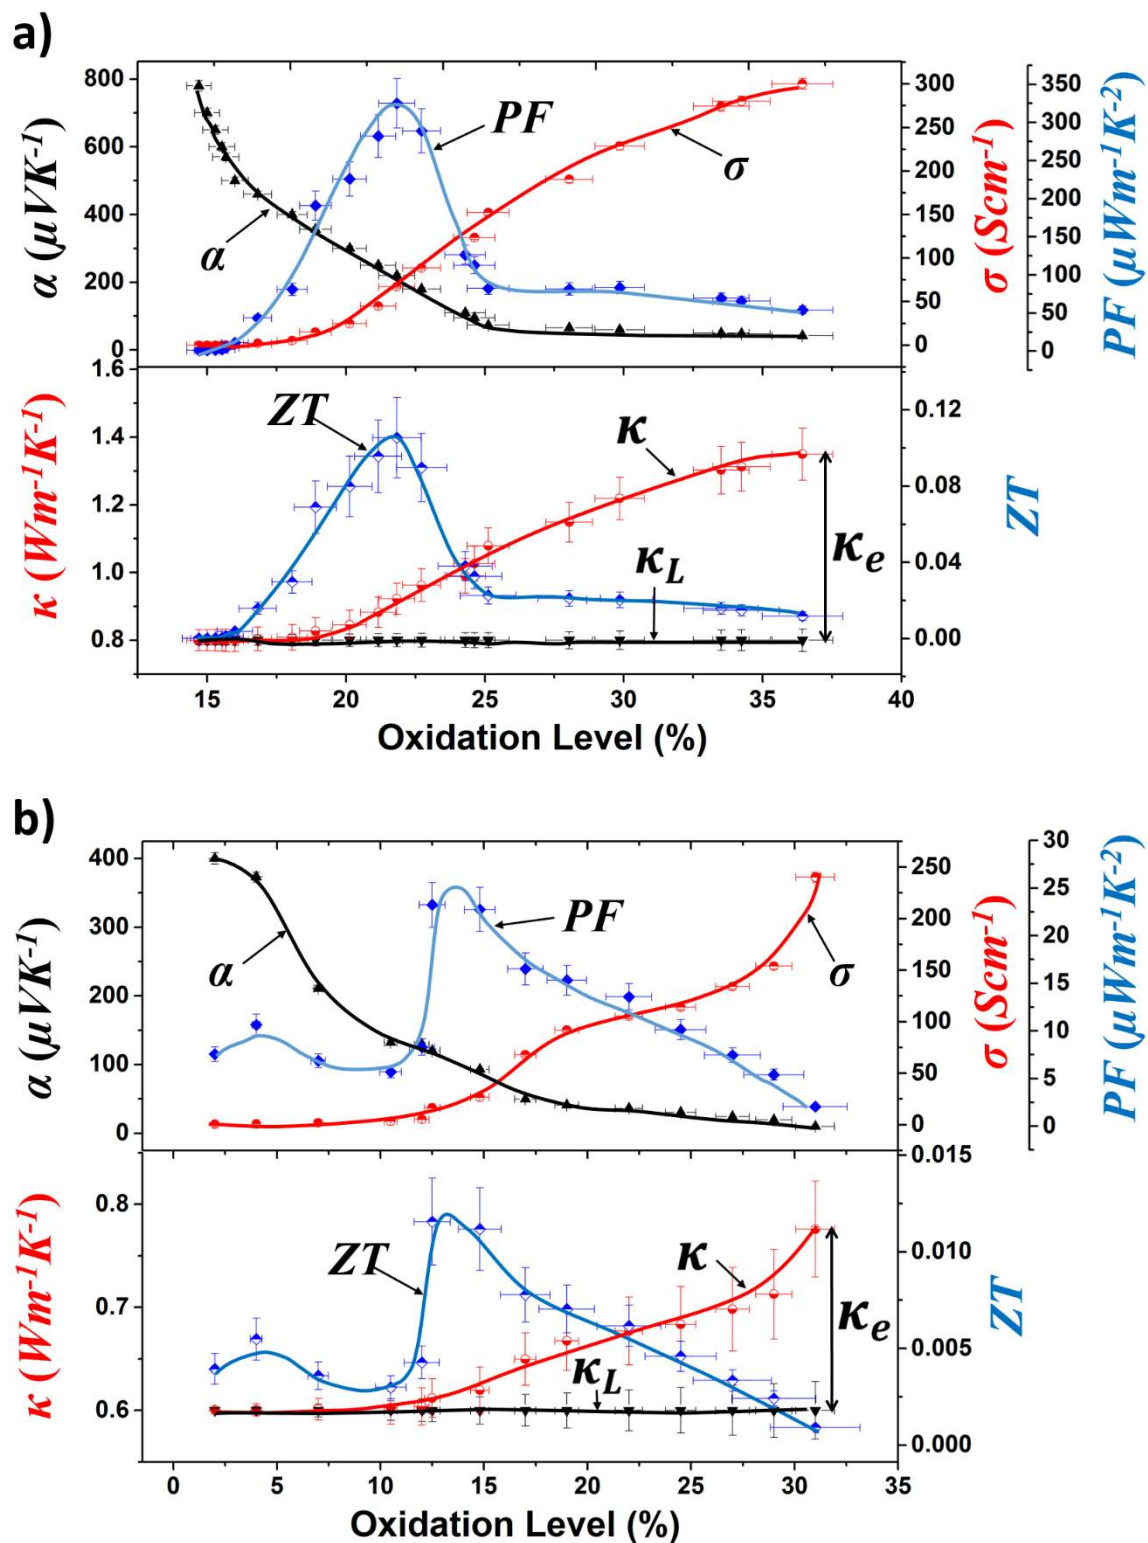 a)
α (μVK-1)
800
600
400
200
0
α
PF
σ
300
250
200
150
100
50
0
σ (Scm-1)
350
300
250
200
150
100
50
0
PF (μWm-1K-2)
κ (Wm-1K-1)
1.6
1.4
1.2
1.0
0.8
ZT
κ
κL
κe
0.12
0.08
0.04
0.00
ZT
15 20 25 30 35 40
Oxidation Level (%)
b)
α (μVK-1)
400
300
200
100
0
α
PF
σ
250
200
150
100
50
0
σ (Scm-1)
30
25
20
15
10
5
0
PF (μWm-1K-2)
κ (Wm-1K-1)
0.8
0.7
0.6
ZT
κ
κL
κe
0.015
0.010
0.005
0.000
ZT
0 5 10 15 20 25 30 35
Oxidation Level (%)